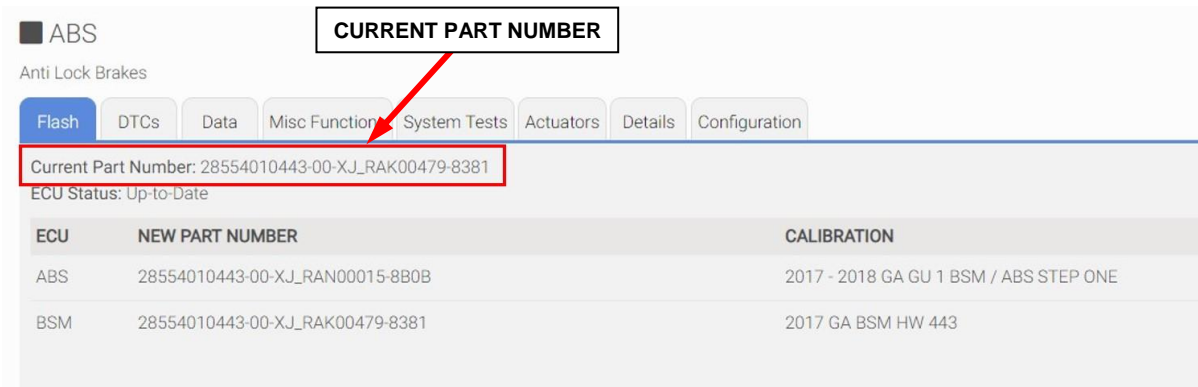 ABS
CURRENT PART NUMBER
Anti Lock Brakes
Flash DTCs Data Misc Function System Tests Actuators Details Configuration
Current Part Number: 28554010443-00-XJ_RAK00479-8381
ECU Status: Up-to-Date
ECU NEW PART NUMBER CALIBRATION
ABS 28554010443-00-XJ_RAN00015-8B0B 2017 - 2018 GA GU 1 BSM / ABS STEP ONE
BSM 28554010443-00-XJ_RAK00479-8381 2017 GA BSM HW 443